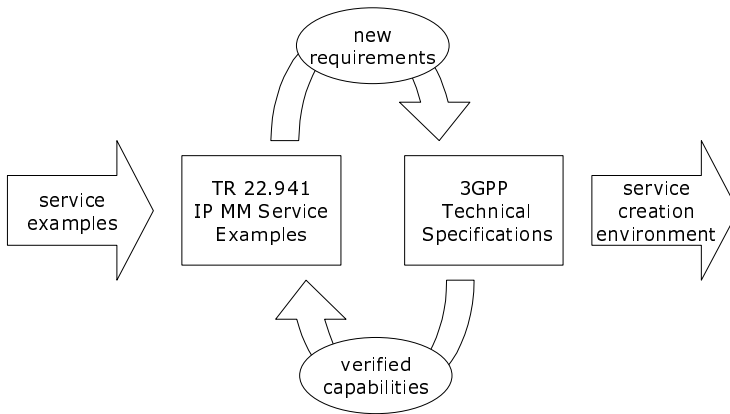 new
requirements
service
examples
TR 22.941
IP MM Service
Examples
3GPP
Technical
Specifications
service
creation
environment
verified
capabilities